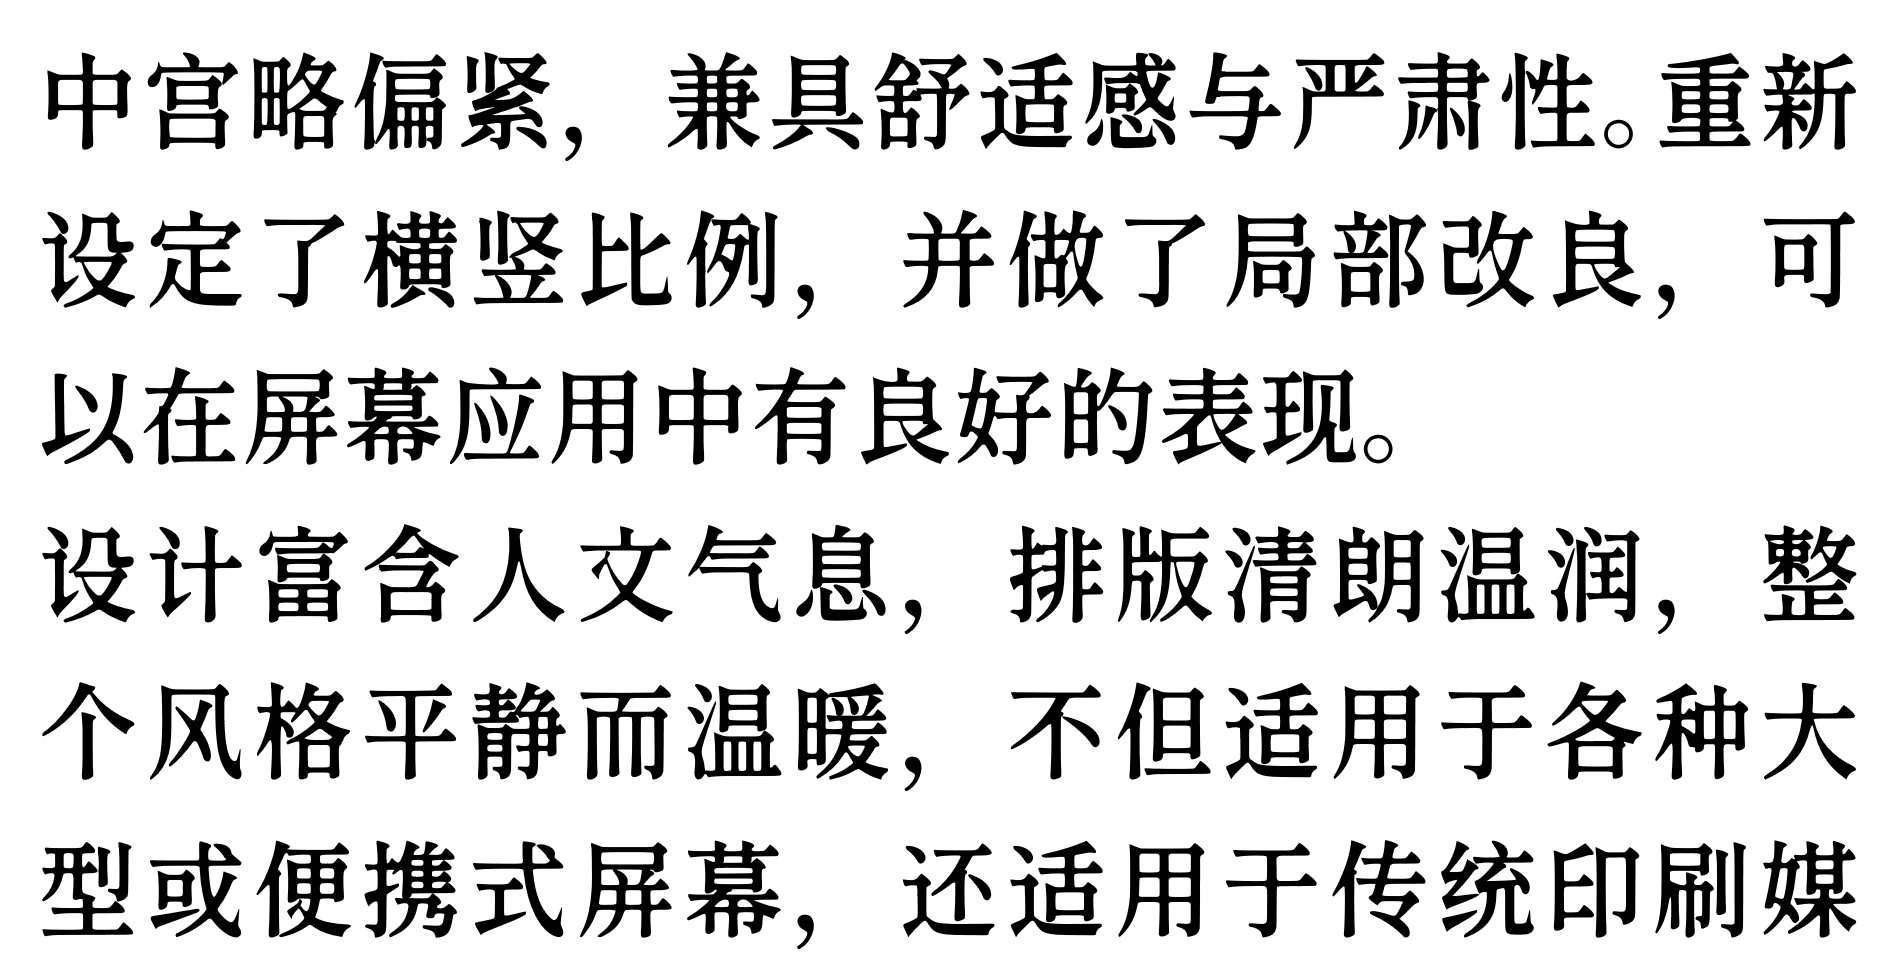 中宫略偏紧，兼具舒适感与严肃性。重新
设定了横竖比例，并做了局部改良，可
以在屏幕应用中有良好的表现。
设计富含人文气息，排版清朗温润，整
个风格平静而温暖，不但适用于各种大
型或便携式屏幕，还适用于传统印刷媒